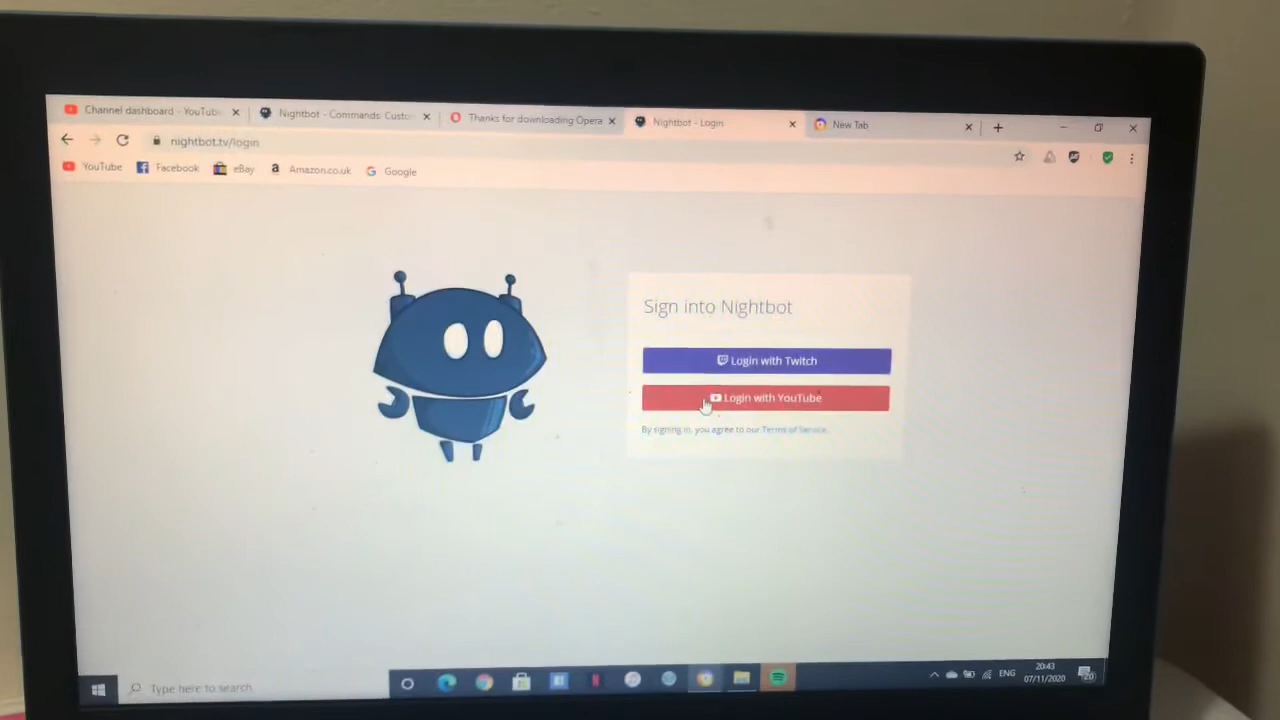 Channel dashboard - YouTub
Nightbot - Commands: Custo
Thanks for downloading Opera
Nightbot - Login
New Tab
nightbot.tv/login
YouTube
Facebook
eBay
Amazon.co.uk
Google
Sign into Nightbot
Login with Twitch
Login with YouTube
By signing in, you agree to our Terms of Service.
Type here to search
ENG
20:43
07/11/2020
20